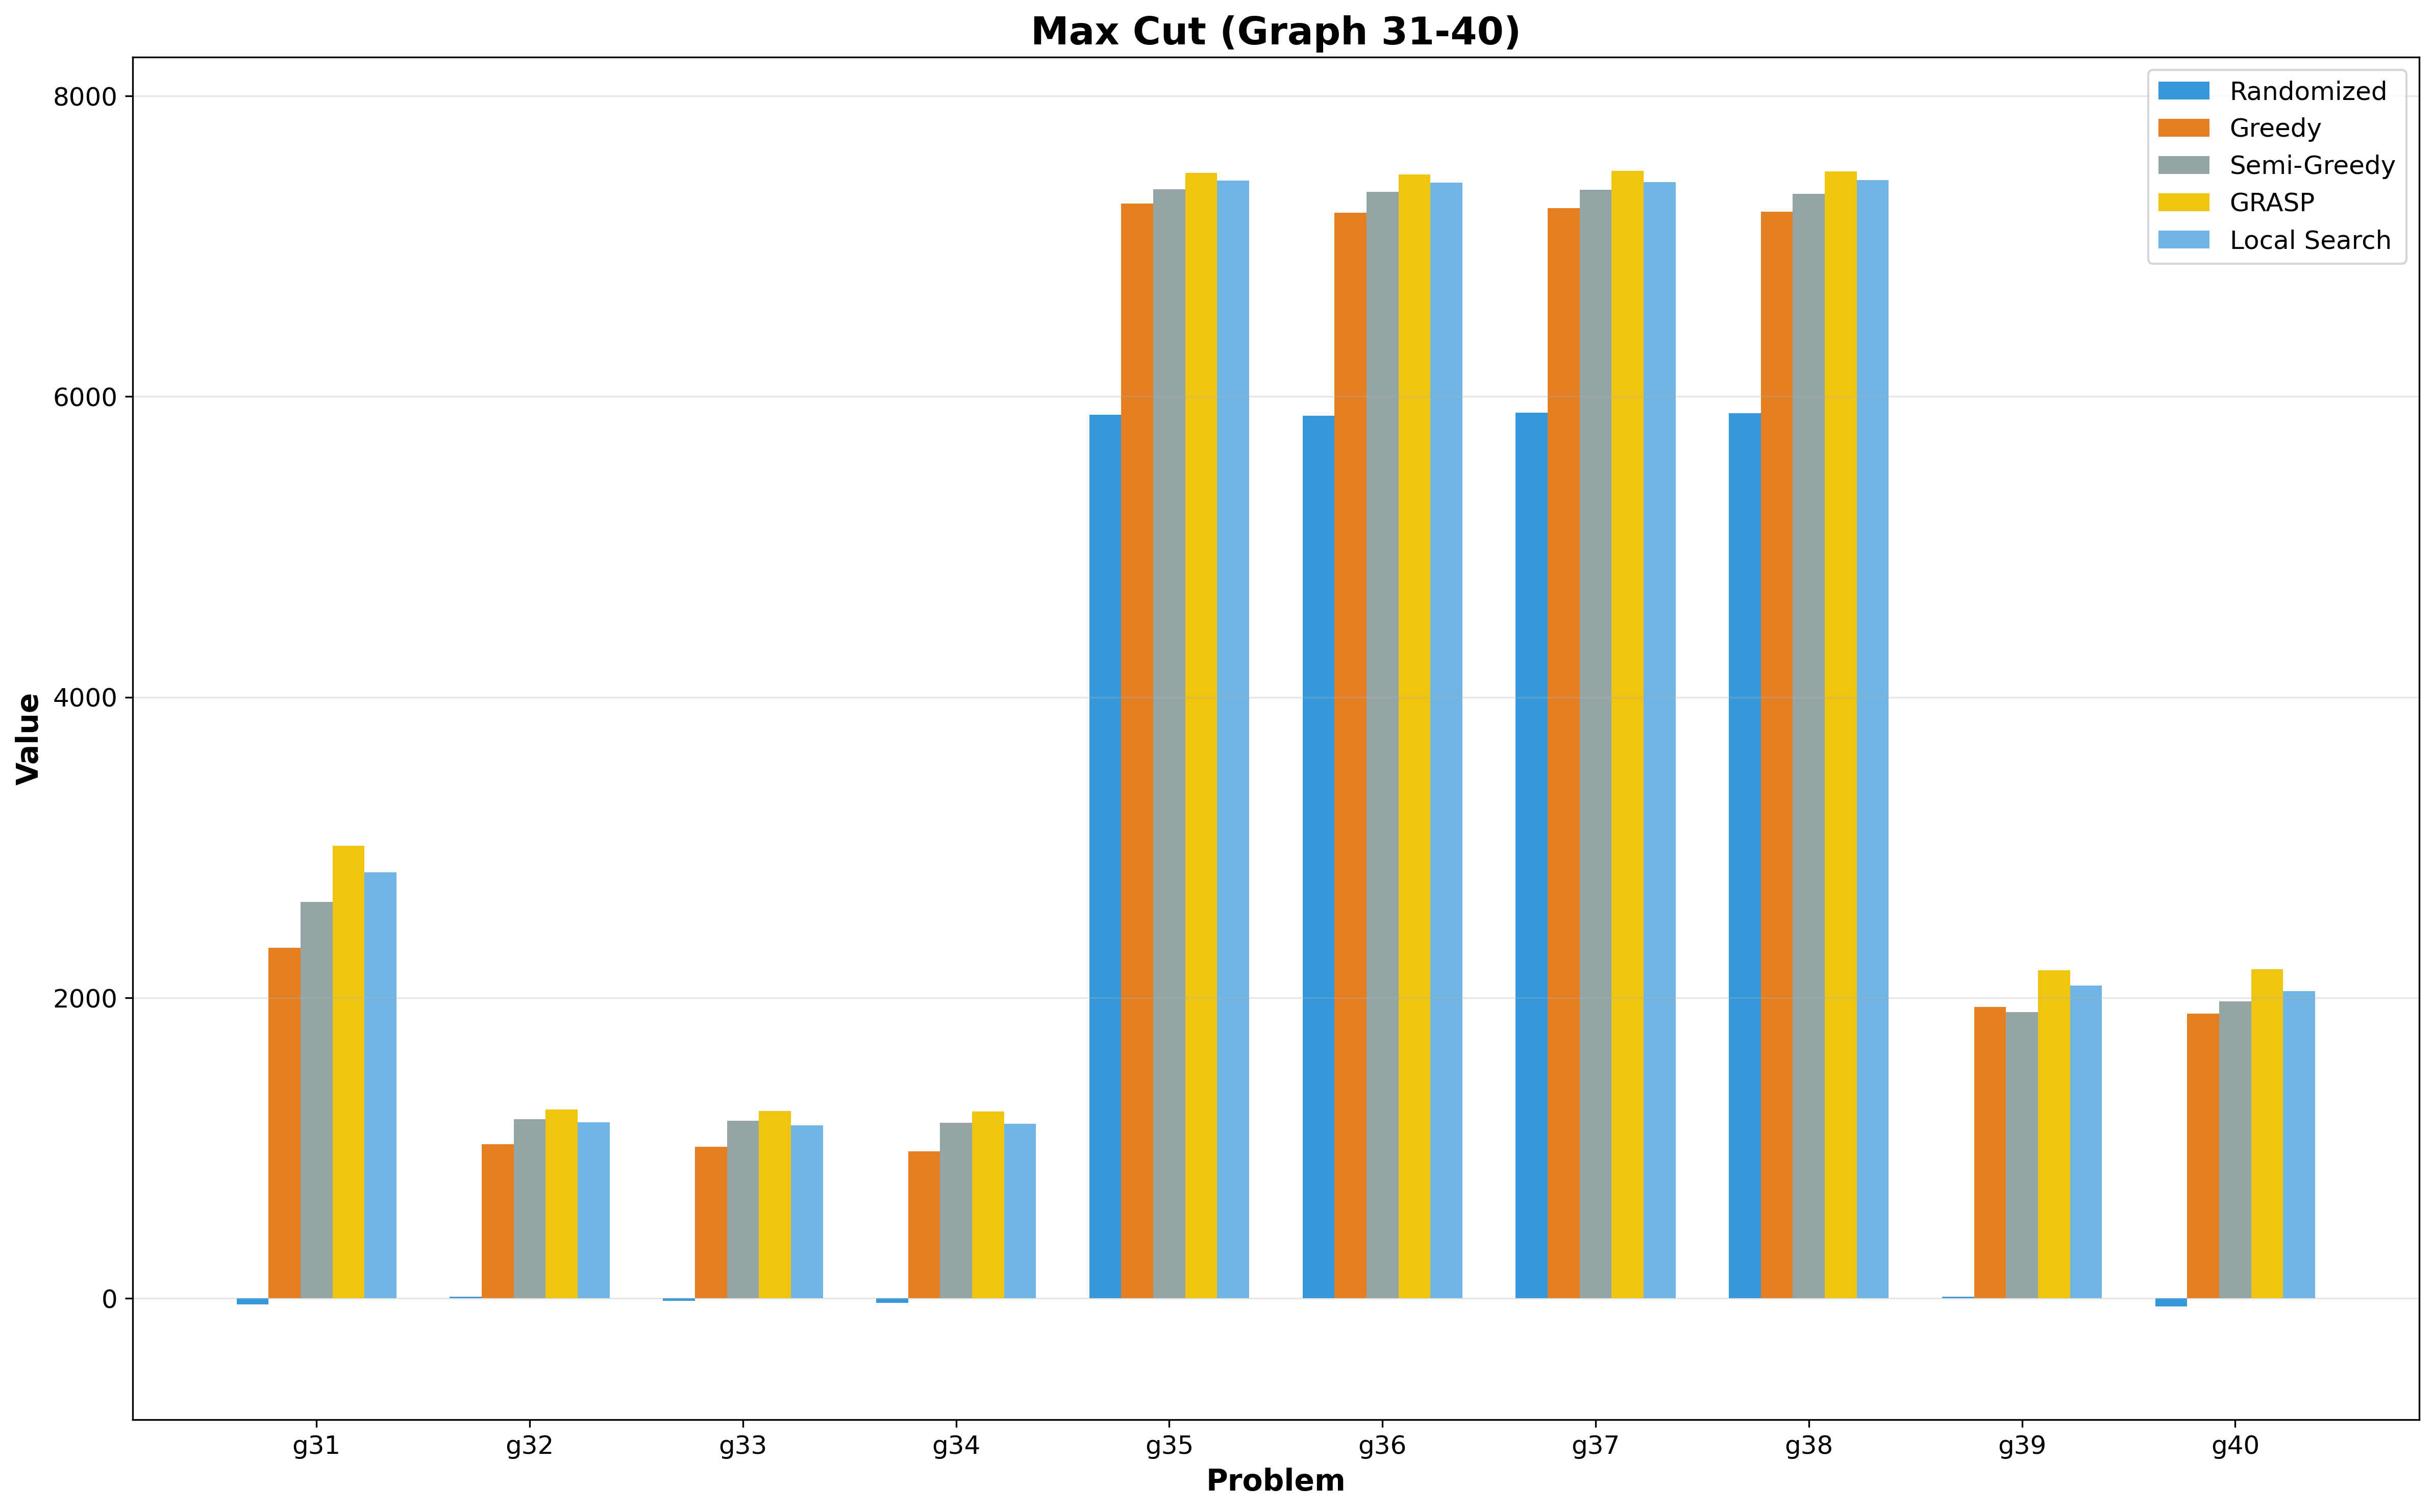 Max Cut (Graph 31-40)
8000
6000
4000
2000
0
Value
Randomized
Greedy
Semi-Greedy
GRASP
Local Search
g31 g32 g33 g34 g35 g36 g37 g38 g39 g40
Problem